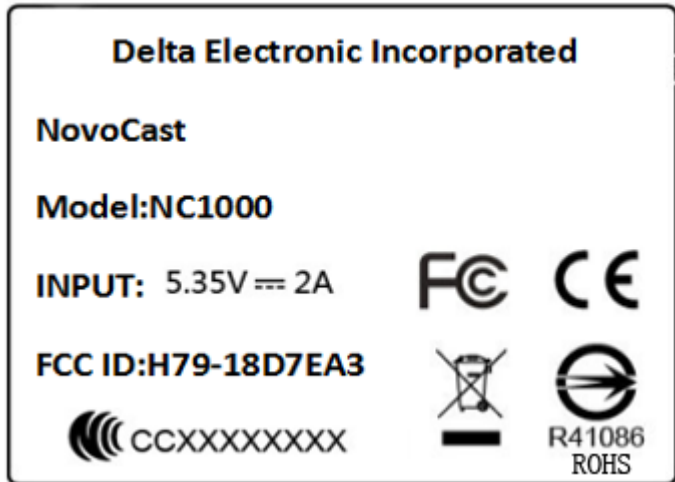 Delta Electronic Incorporated
NovoCast
Model:NC1000
INPUT: 5.35V ⎓ 2A
FC CE
FCC ID:H79-18D7EA3
CCXXXXXXXX
R41086
ROHS